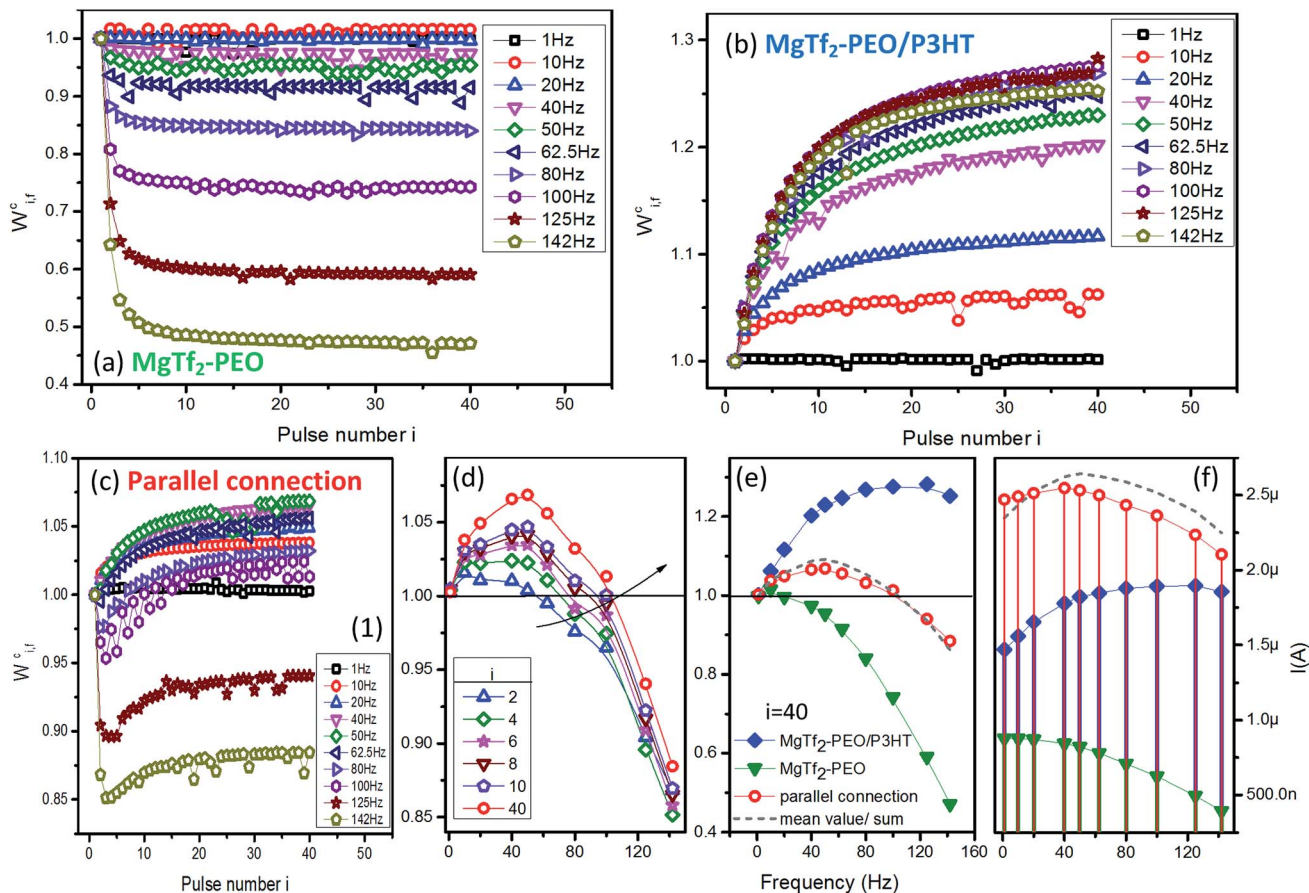 (a) MgTf₂-PEO
W^c_{i,f}
1.0
0.9
0.8
0.7
0.6
0.5
0.4
0 10 20 30 40 50
Pulse number i
1Hz
10Hz
20Hz
40Hz
50Hz
62.5Hz
80Hz
100Hz
125Hz
142Hz
(b) MgTf₂-PEO/P3HT
W^c_{i,f}
1.3
1.2
1.1
1.0
0 10 20 30 40 50
Pulse number i
1Hz
10Hz
20Hz
40Hz
50Hz
62.5Hz
80Hz
100Hz
125Hz
142Hz
(c) Parallel connection
W^c_{i,f}
1.10
1.05
1.00
0.95
0.90
0.85
0 10 20 30 40 50
Pulse number i
(1)
1Hz
10Hz
20Hz
40Hz
50Hz
62.5Hz
80Hz
100Hz
125Hz
142Hz
(d)
1.05
1.00
0.95
0.90
0.85
0 40 80 120
i
2
4
6
8
10
40
(e)
1.2
1.0
0.8
0.6
0.4
0 20 40 60 80 100 120 140 160
i=40
MgTf₂-PEO/P3HT
MgTf₂-PEO
parallel connection
mean value/ sum
Frequency (Hz)
(f)
2.5µ
2.0µ
1.5µ
1.0µ
500.0n
I(A)
0 40 80 120